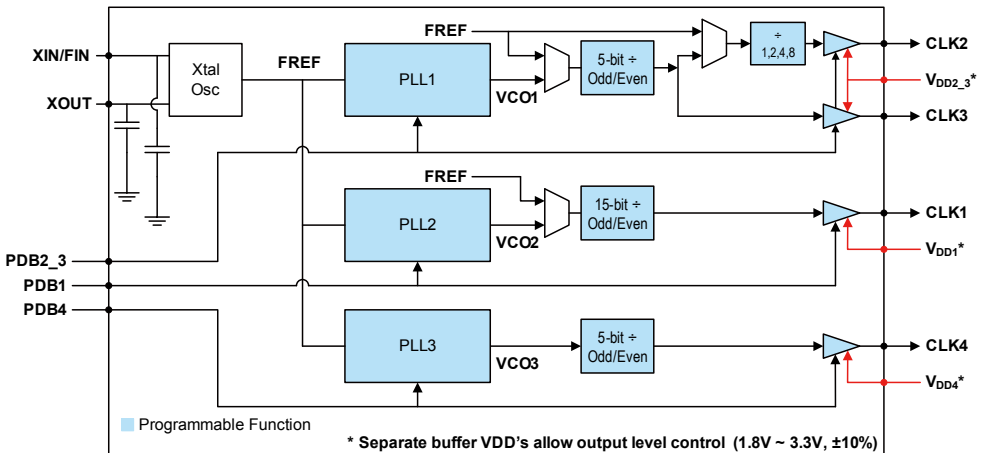 XIN/FIN
XOUT
Xtal
Osc
FREF
PLL1
VCO1
FREF
5-bit ÷
Odd/Even
÷
1,2,4,8
CLK2
VDD2_3*
CLK3
PLL2
VCO2
FREF
15-bit ÷
Odd/Even
CLK1
VDD1*
PDB2_3
PDB1
PDB4
PLL3
VCO3
5-bit ÷
Odd/Even
CLK4
VDD4*
Programmable Function
* Separate buffer VDD's allow output level control (1.8V ~ 3.3V, ±10%)